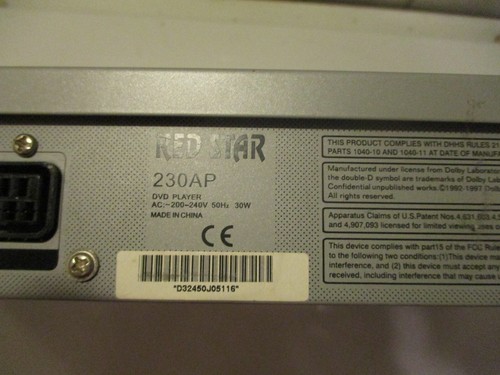 RED STAR
230AP
DVD PLAYER
AC:~200-240V 50Hz 30W
MADE IN CHINA
CE
*D32450J05116*
THIS PRODUCT COMPLIES WITH DHHS RULES 21
PARTS 1040-10 AND 1040-11 AT DATE OF MANUFA
Manufactured under license from Dolby Laborato
the double-D symbol are trademarks of Dolby Lab
Confidential unpublished works ©1992-1997 Dolby
All rights reserved.
Apparatus Claims of U.S.Patent Nos.4,631,603,
and 4,907,093 licensed for limited viewing uses
This device complies with part15 of the FCC Ru
to the following two conditions:(1)This device ma
interference, and (2) this device must accept any
received, including interference that may cause